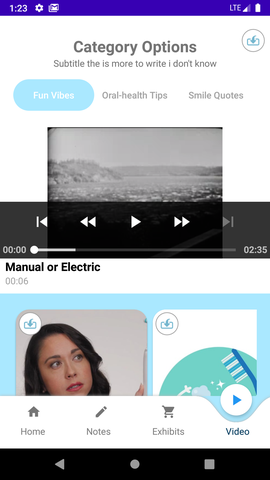 1:23
LTE
Category Options
Subtitle the is more to write i don't know
Fun Vibes
Oral-health Tips
Smile Quotes
00:00
02:35
Manual or Electric
00:06
Home
Notes
Exhibits
Video